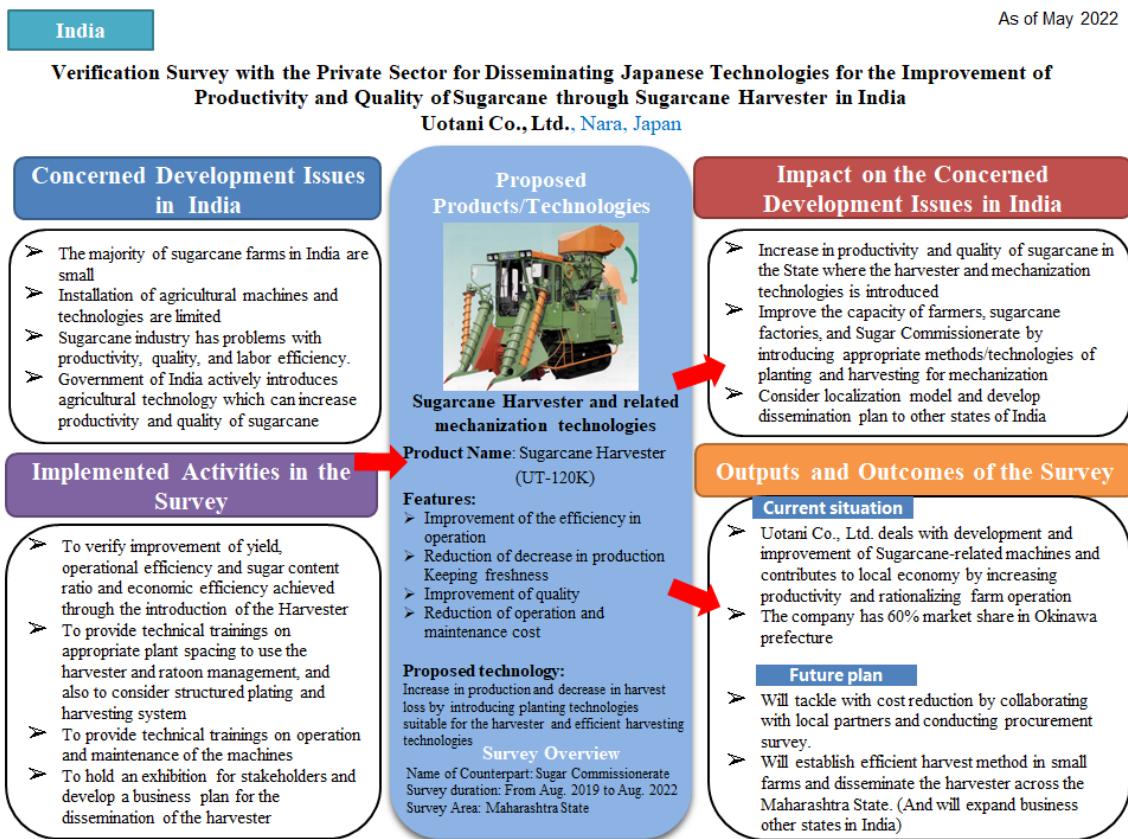 India
As of May 2022
Verification Survey with the Private Sector for Disseminating Japanese Technologies for the Improvement of
Productivity and Quality of Sugarcane through Sugarcane Harvester in India
Uotani Co., Ltd., Nara, Japan
Concerned Development Issues
in India
➢ The majority of sugarcane farms in India are
small
➢ Installation of agricultural machines and
technologies are limited
➢ Sugarcane industry has problems with
productivity, quality, and labor efficiency.
➢ Government of India actively introduces
agricultural technology which can increase
productivity and quality of sugarcane
Implemented Activities in the
Survey
➢ To verify improvement of yield,
operational efficiency and sugar content
ratio and economic efficiency achieved
through the introduction of the Harvester
➢ To provide technical trainings on
appropriate plant spacing to use the
harvester and ratoon management, and
also to consider structured plating and
harvesting system
➢ To provide technical trainings on operation
and maintenance of the machines
➢ To hold an exhibition for stakeholders and
develop a business plan for the
dissemination of the harvester
Proposed
Products/Technologies
Sugarcane Harvester and related
mechanization technologies
Product Name: Sugarcane Harvester
(UT-120K)
Features:
➢ Improvement of the efficiency in
operation
➢ Reduction of decrease in production
Keeping freshness
➢ Improvement of quality
➢ Reduction of operation and
maintenance cost
Proposed technology:
Increase in production and decrease in harvest
loss by introducing planting technologies
suitable for the harvester and efficient harvesting
technologies
Survey Overview
Name of Counterpart: Sugar Commissionerate
Survey duration: From Aug. 2019 to Aug. 2022
Survey Area: Maharashtra State
Impact on the Concerned
Development Issues in India
➢ Increase in productivity and quality of sugarcane in
the State where the harvester and mechanization
technologies is introduced
➢ Improve the capacity of farmers, sugarcane
factories, and Sugar Commissionerate by
introducing appropriate methods/technologies of
planting and harvesting for mechanization
➢ Consider localization model and develop
dissemination plan to other states of India
Outputs and Outcomes of the Survey
Current situation
➢ Uotani Co., Ltd. deals with development and
improvement of Sugarcane-related machines and
contributes to local economy by increasing
productivity and rationalizing farm operation
➢ The company has 60% market share in Okinawa
prefecture
Future plan
➢ Will tackle with cost reduction by collaborating
with local partners and conducting procurement
survey.
➢ Will establish efficient harvest method in small
farms and disseminate the harvester across the
Maharashtra State. (And will expand business
other states in India)